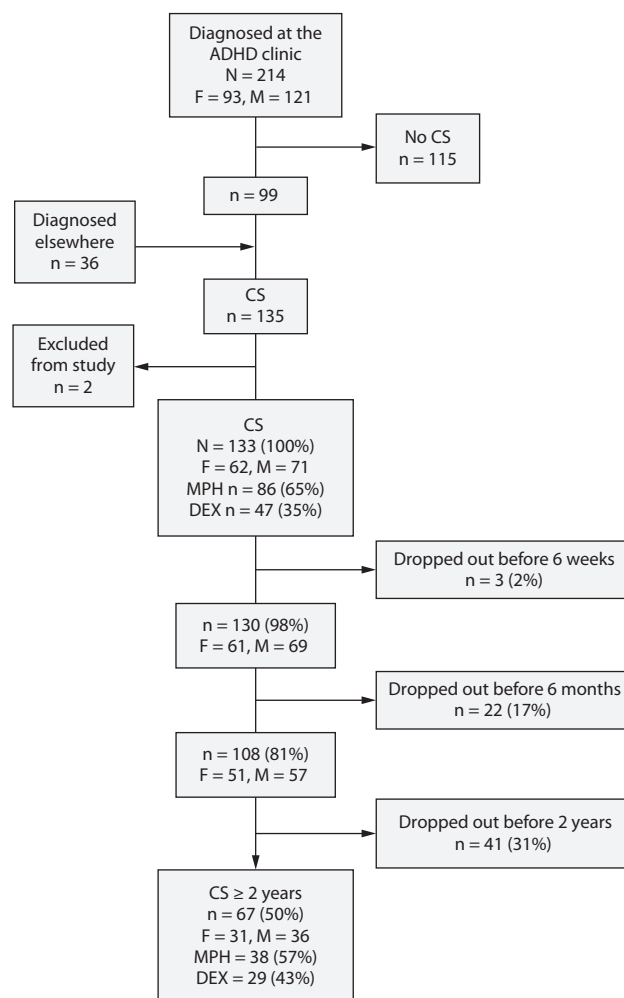 Diagnosed at the
ADHD clinic
N = 214
F = 93, M = 121
No CS
n = 115
n = 99
Diagnosed
elsewhere
n = 36
CS
n = 135
Excluded
from study
n = 2
CS
N = 133 (100%)
F = 62, M = 71
MPH n = 86 (65%)
DEX n = 47 (35%)
Dropped out before 6 weeks
n = 3 (2%)
n = 130 (98%)
F = 61, M = 69
Dropped out before 6 months
n = 22 (17%)
n = 108 (81%)
F = 51, M = 57
Dropped out before 2 years
n = 41 (31%)
CS ≥ 2 years
n = 67 (50%)
F = 31, M = 36
MPH = 38 (57%)
DEX = 29 (43%)